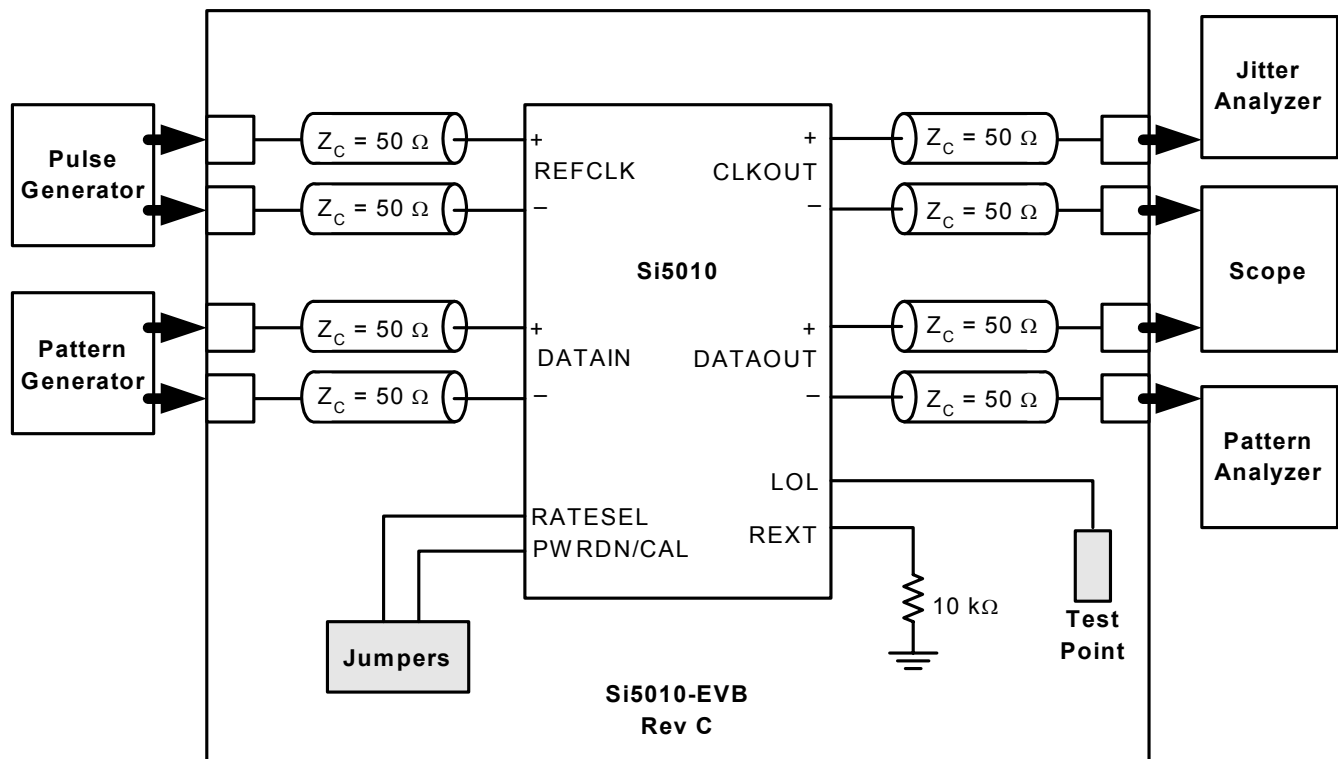 Pulse
Generator
Pattern
Generator
Z_C = 50 Ω
Z_C = 50 Ω
Z_C = 50 Ω
Z_C = 50 Ω
+
REFCLK
−
+
DATAIN
−
RATESEL
PWRDN/CAL
Si5010
+
CLKOUT
−
+
DATAOUT
−
LOL
REXT
Z_C = 50 Ω
Z_C = 50 Ω
Z_C = 50 Ω
Z_C = 50 Ω
Jitter
Analyzer
Scope
Pattern
Analyzer
10 kΩ
Test
Point
Jumpers
Si5010-EVB
Rev C